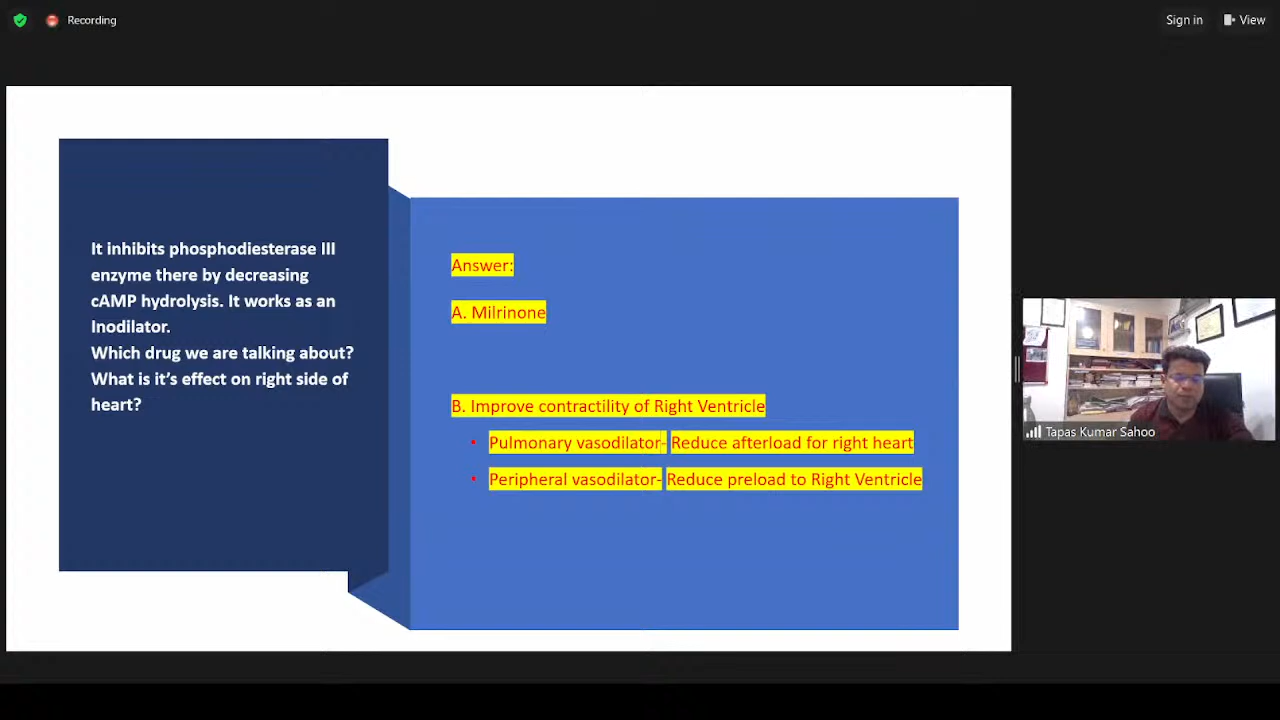 Recording
Sign in
View
It inhibits phosphodiesterase III
enzyme there by decreasing
cAMP hydrolysis. It works as an
Inodilator.
Which drug we are talking about?
What is it’s effect on right side of
heart?
Answer:
A. Milrinone
B. Improve contractility of Right Ventricle
• Pulmonary vasodilator- Reduce afterload for right heart
• Peripheral vasodilator- Reduce preload to Right Ventricle
Tapas Kumar Sahoo